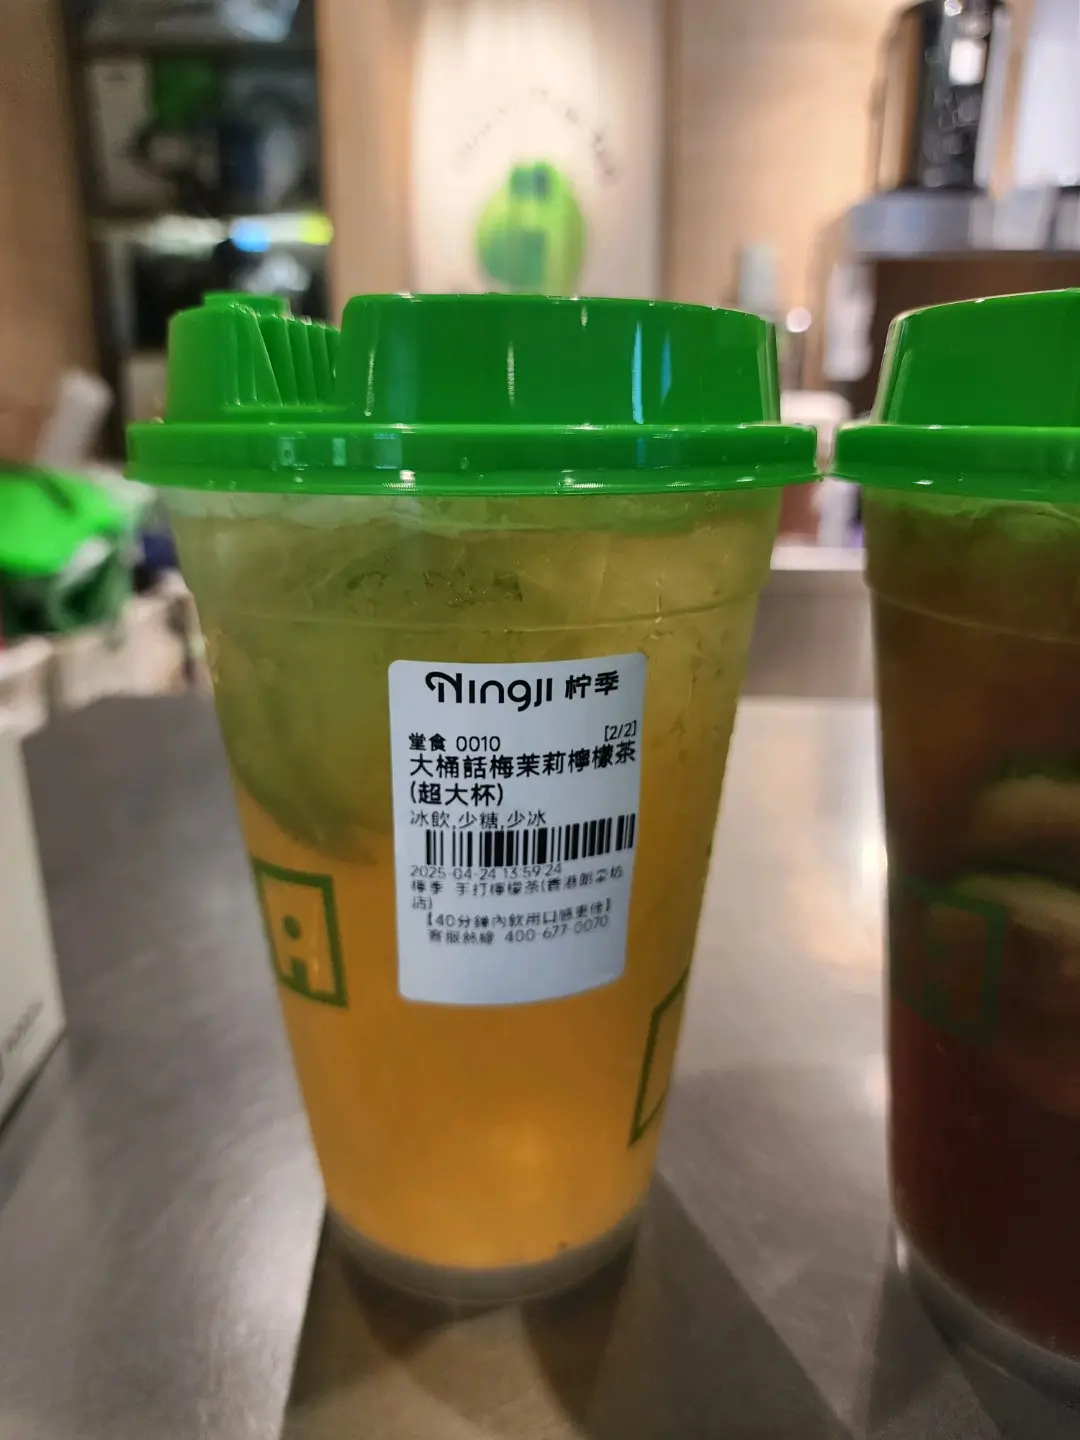 Ningji 柠季
堂食 0010 [2/2]
大桶話梅茉莉檸檬茶
(超大杯)
冰飲,少糖,少冰
2025-04-24 13:59:24
檸季 手打檸檬茶(香港朗豪坊
店)
【40分鐘內飲用口感更佳】
客服熱線 400-677-0070